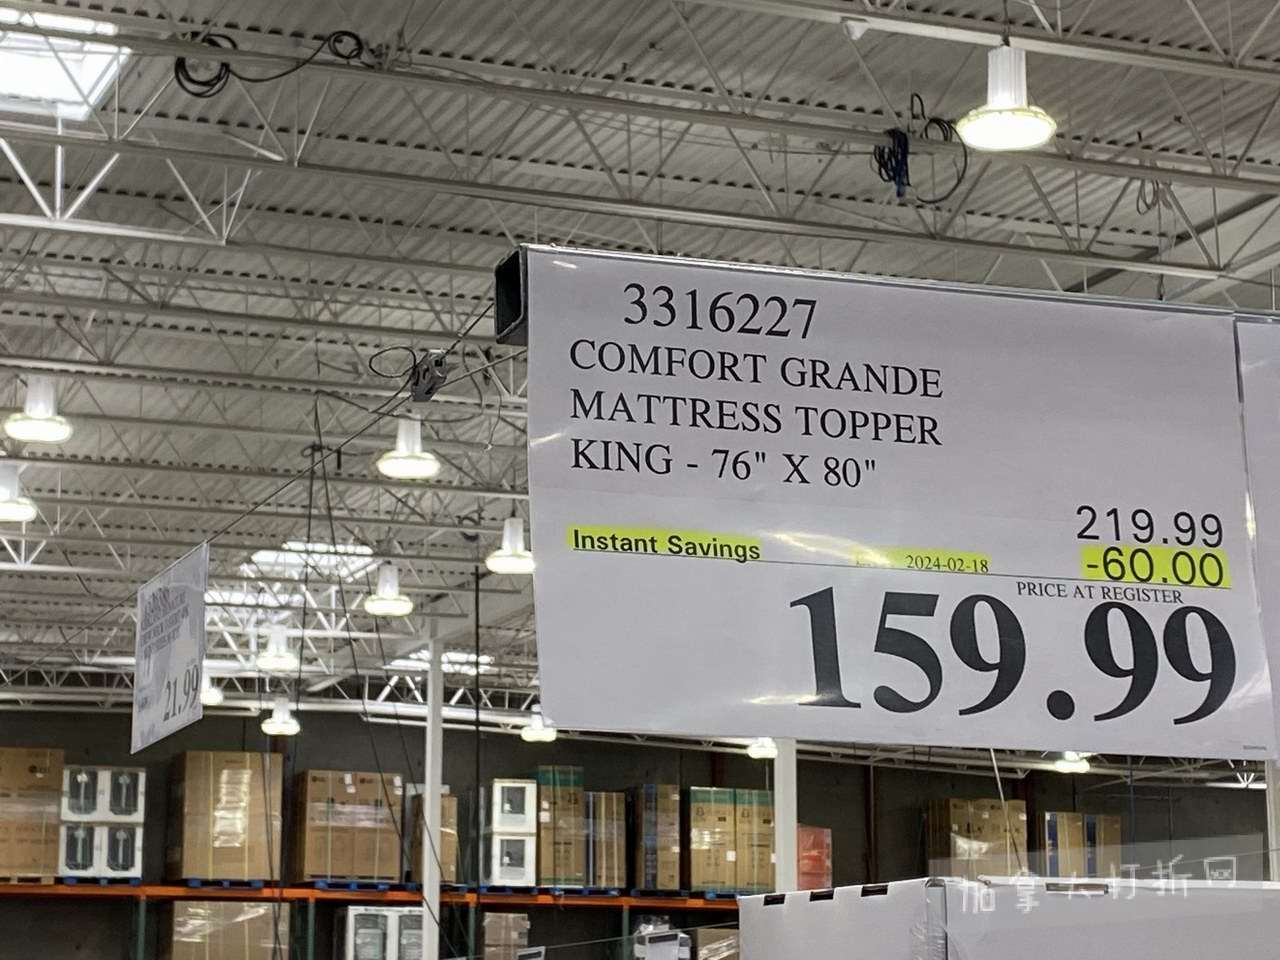 3316227
COMFORT GRANDE
MATTRESS TOPPER
KING - 76" X 80"
219.99
Instant Savings 2024-02-18 -60.00
PRICE AT REGISTER
159.99
21.99
加拿大打折网